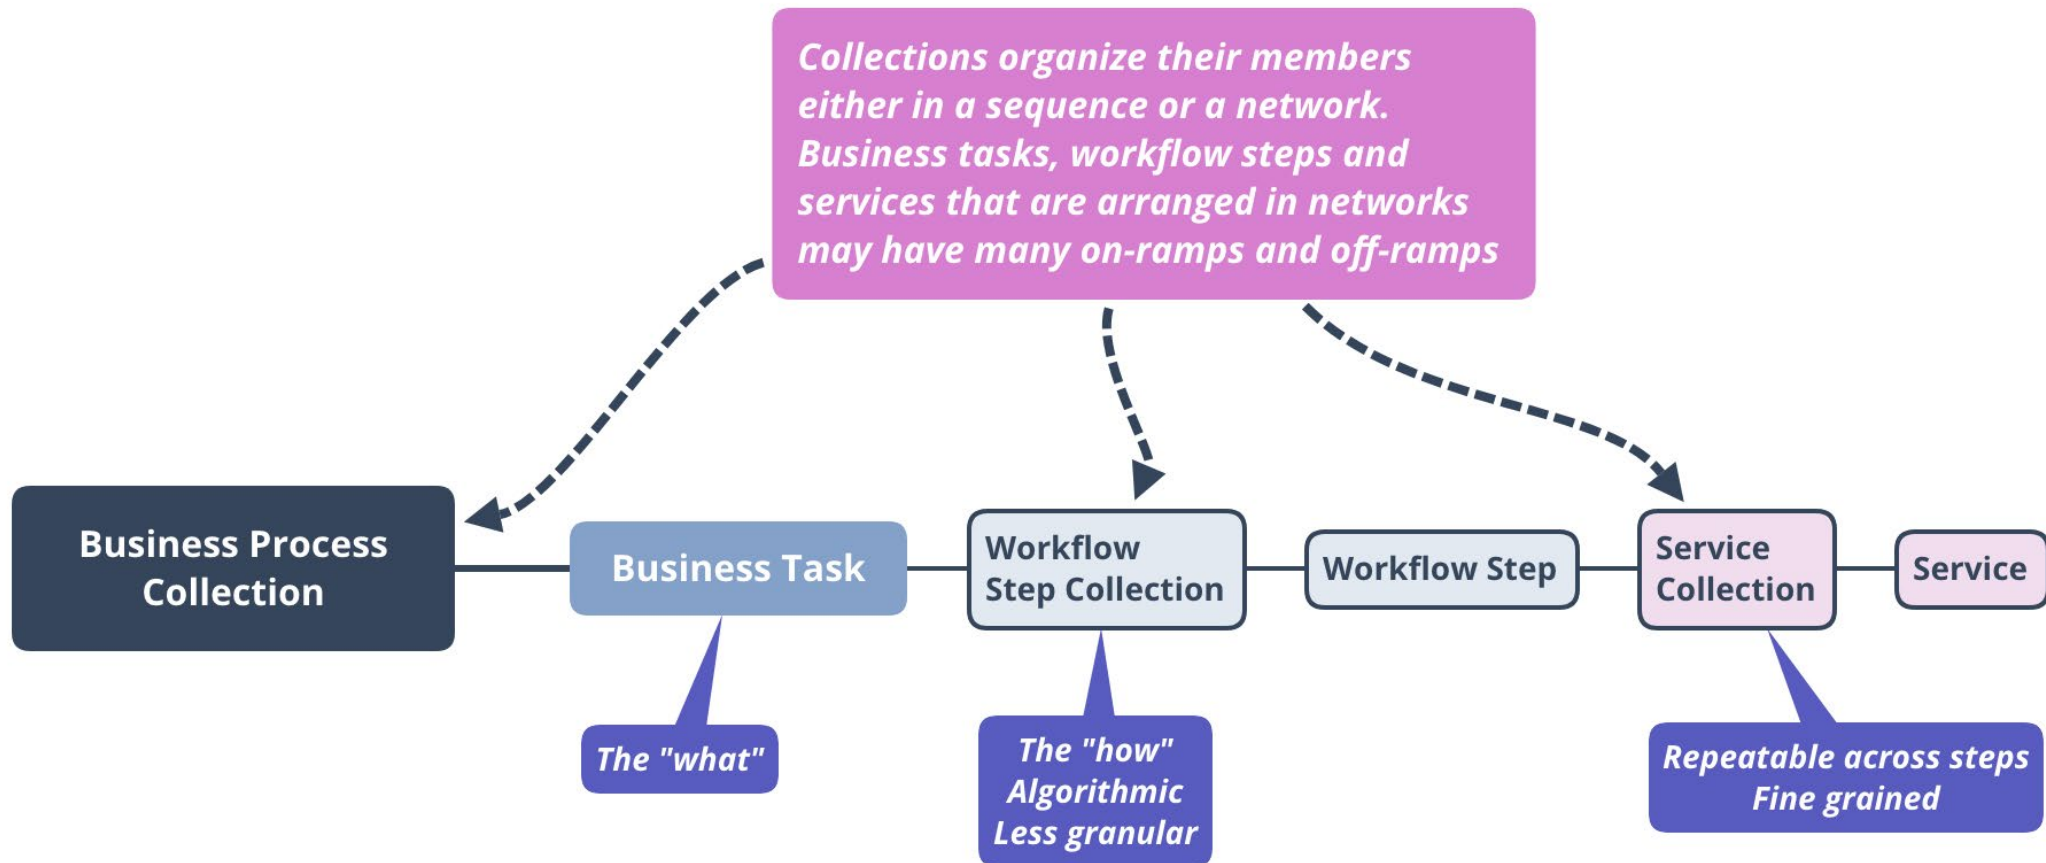 Collections organize their members
either in a sequence or a network.
Business tasks, workflow steps and
services that are arranged in networks
may have many on-ramps and off-ramps
Business Process
Collection
Business Task
Workflow
Step Collection
Workflow Step
Service
Collection
Service
The "what"
The "how"
Algorithmic
Less granular
Repeatable across steps
Fine grained